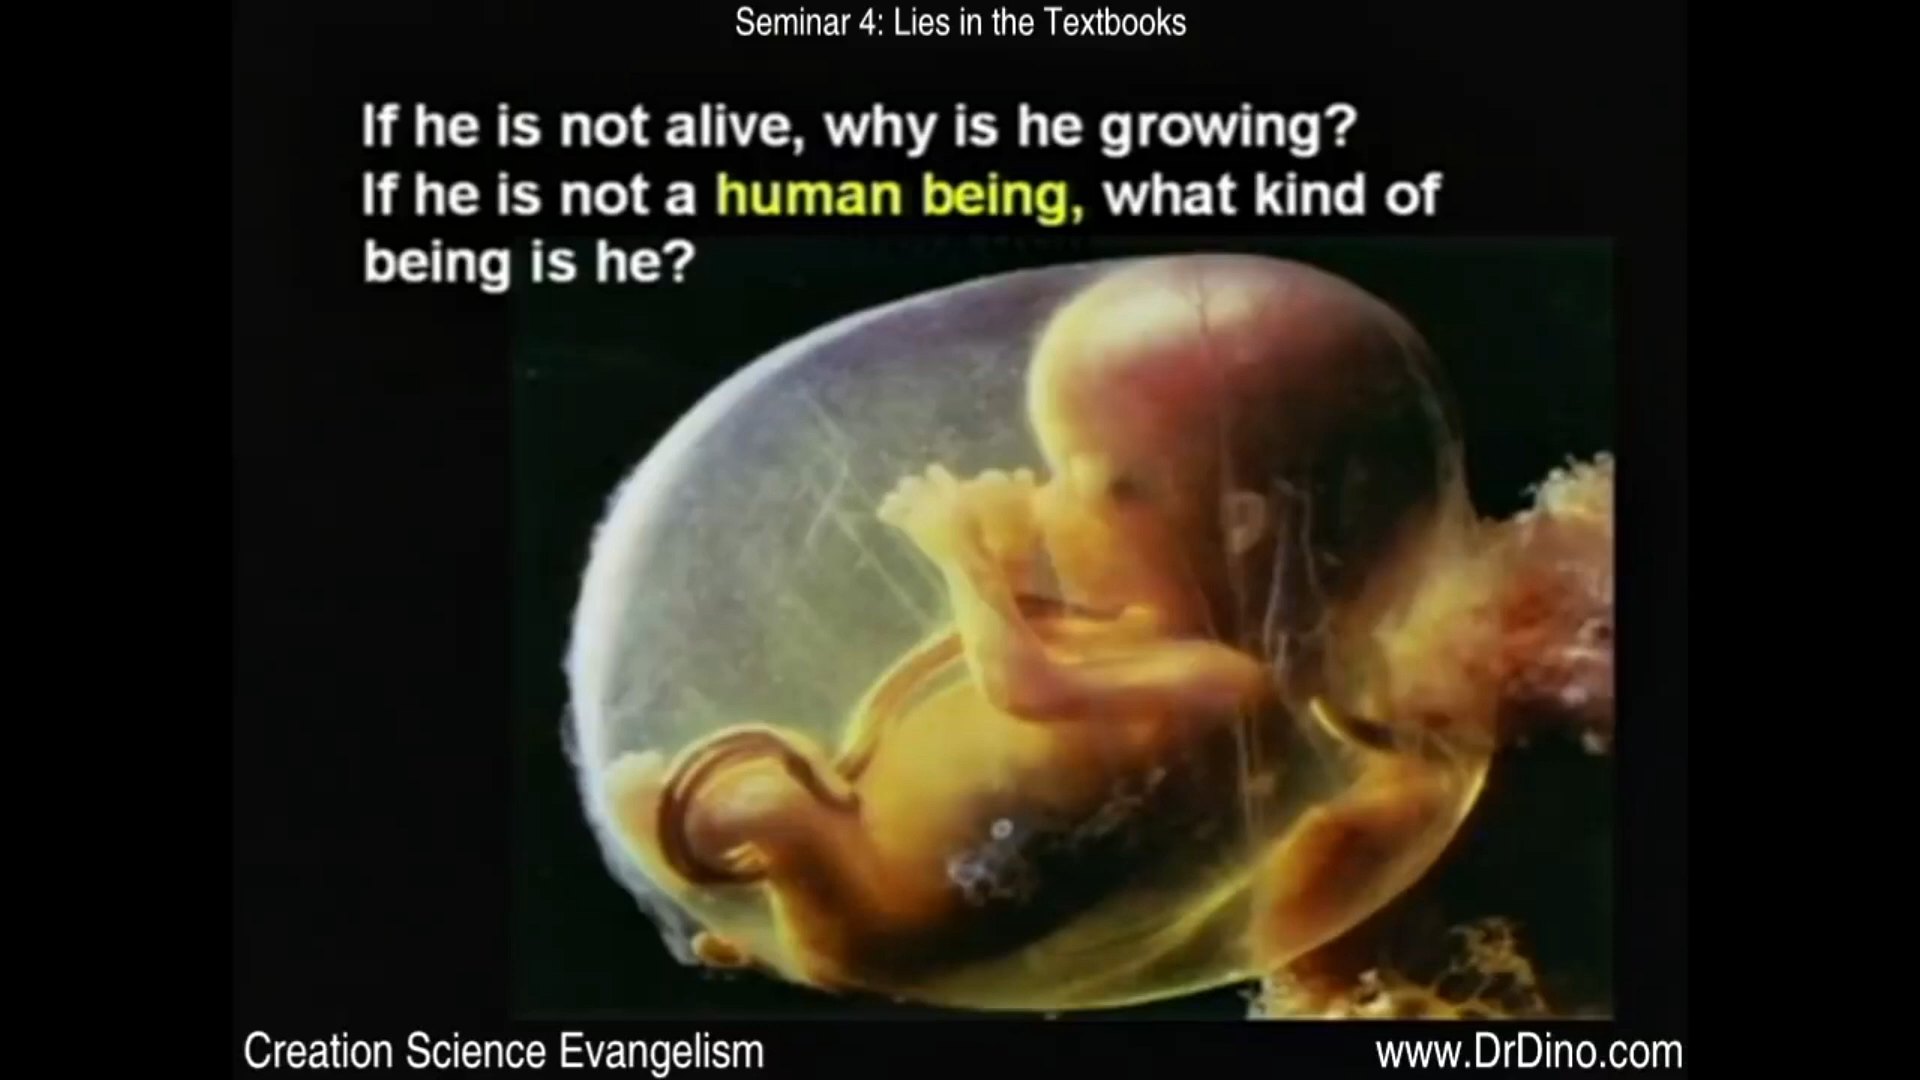 Seminar 4: Lies in the Textbooks
If he is not alive, why is he growing?
If he is not a human being, what kind of
being is he?
Creation Science Evangelism
www.DrDino.com